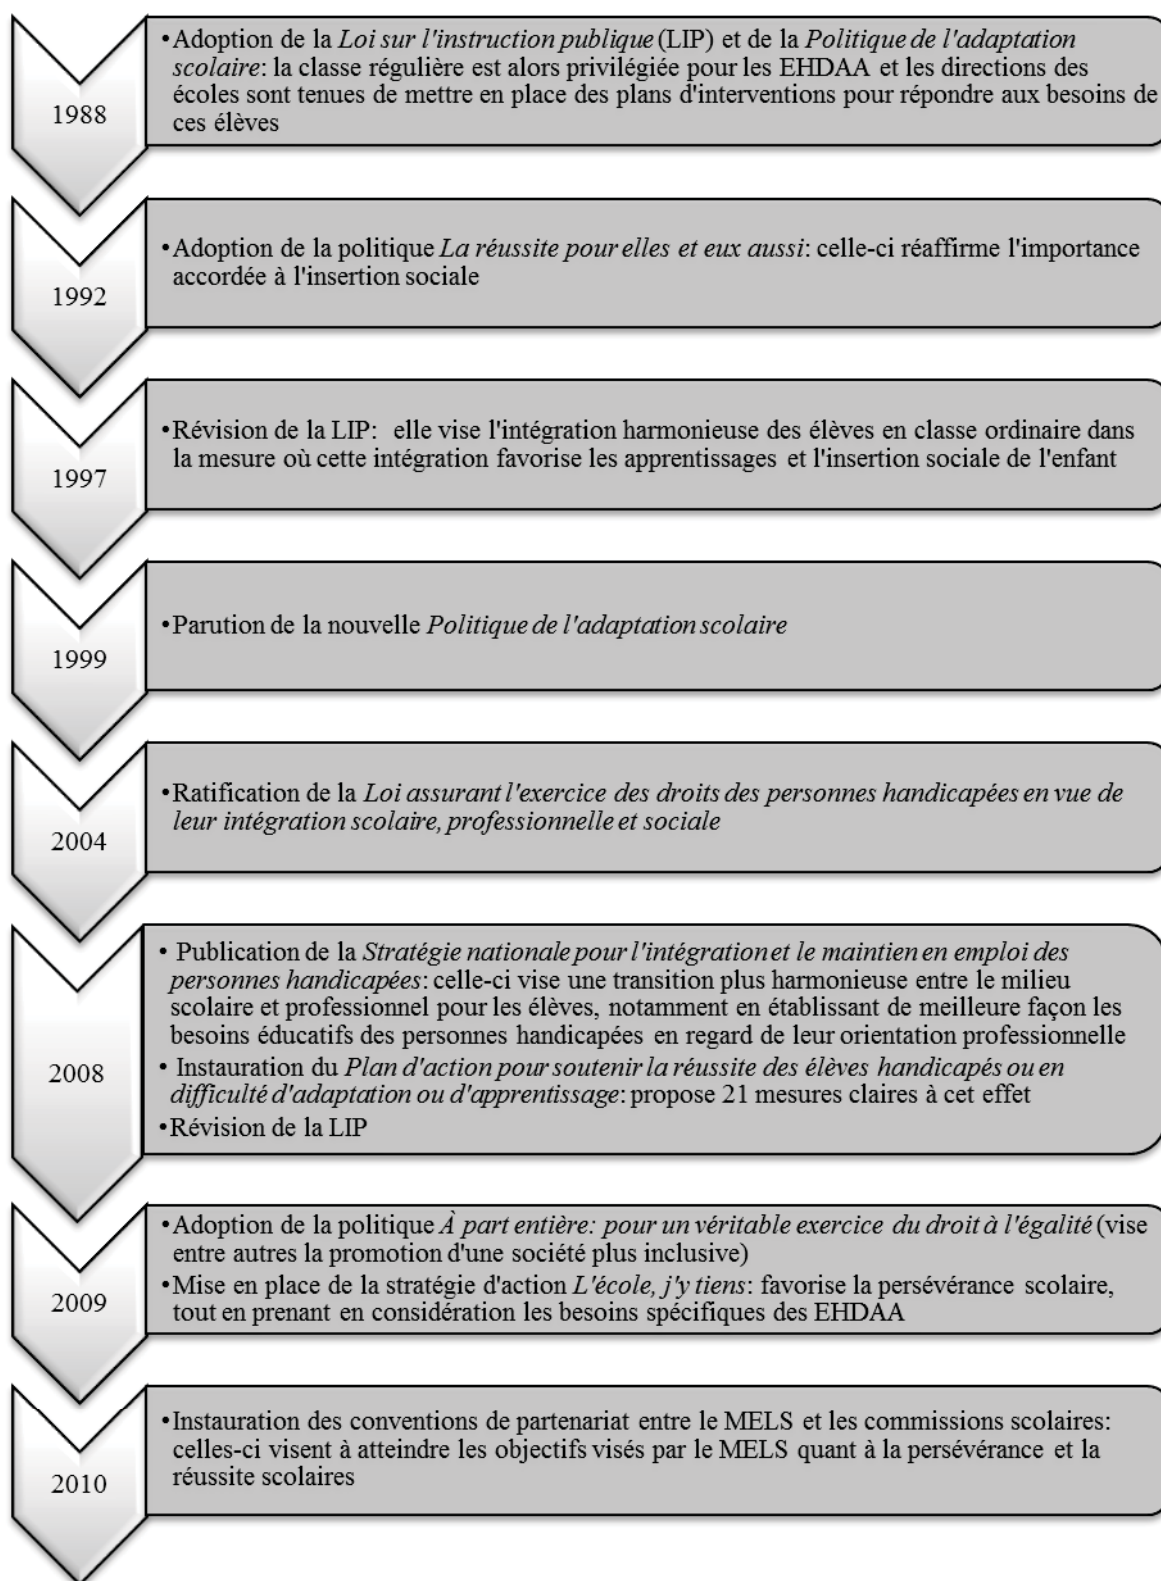 •Adoption de la Loi sur l'instruction publique (LIP) et de la Politique de l'adaptation
scolaire: la classe régulière est alors privilégiée pour les EHDAA et les directions des
écoles sont tenues de mettre en place des plans d'interventions pour répondre aux besoins de
ces élèves
1988
•Adoption de la politique La réussite pour elles et eux aussi: celle-ci réaffirme l'importance
accordée à l'insertion sociale
1992
•Révision de la LIP: elle vise l'intégration harmonieuse des élèves en classe ordinaire dans
la mesure où cette intégration favorise les apprentissages et l'insertion sociale de l'enfant
1997
•Parution de la nouvelle Politique de l'adaptation scolaire
1999
•Ratification de la Loi assurant l'exercice des droits des personnes handicapées en vue de
leur intégration scolaire, professionnelle et sociale
2004
• Publication de la Stratégie nationale pour l'intégration et le maintien en emploi des
personnes handicapées: celle-ci vise une transition plus harmonieuse entre le milieu
scolaire et professionnel pour les élèves, notamment en établissant de meilleure façon les
besoins éducatifs des personnes handicapées en regard de leur orientation professionnelle
• Instauration du Plan d'action pour soutenir la réussite des élèves handicapés ou en
difficulté d'adaptation ou d'apprentissage: propose 21 mesures claires à cet effet
•Révision de la LIP
2008
•Adoption de la politique À part entière: pour un véritable exercice du droit à l'égalité (vise
entre autres la promotion d'une société plus inclusive)
•Mise en place de la stratégie d'action L'école, j'y tiens: favorise la persévérance scolaire,
tout en prenant en considération les besoins spécifiques des EHDAA
2009
•Instauration des conventions de partenariat entre le MELS et les commissions scolaires:
celles-ci visent à atteindre les objectifs visés par le MELS quant à la persévérance et la
réussite scolaires
2010